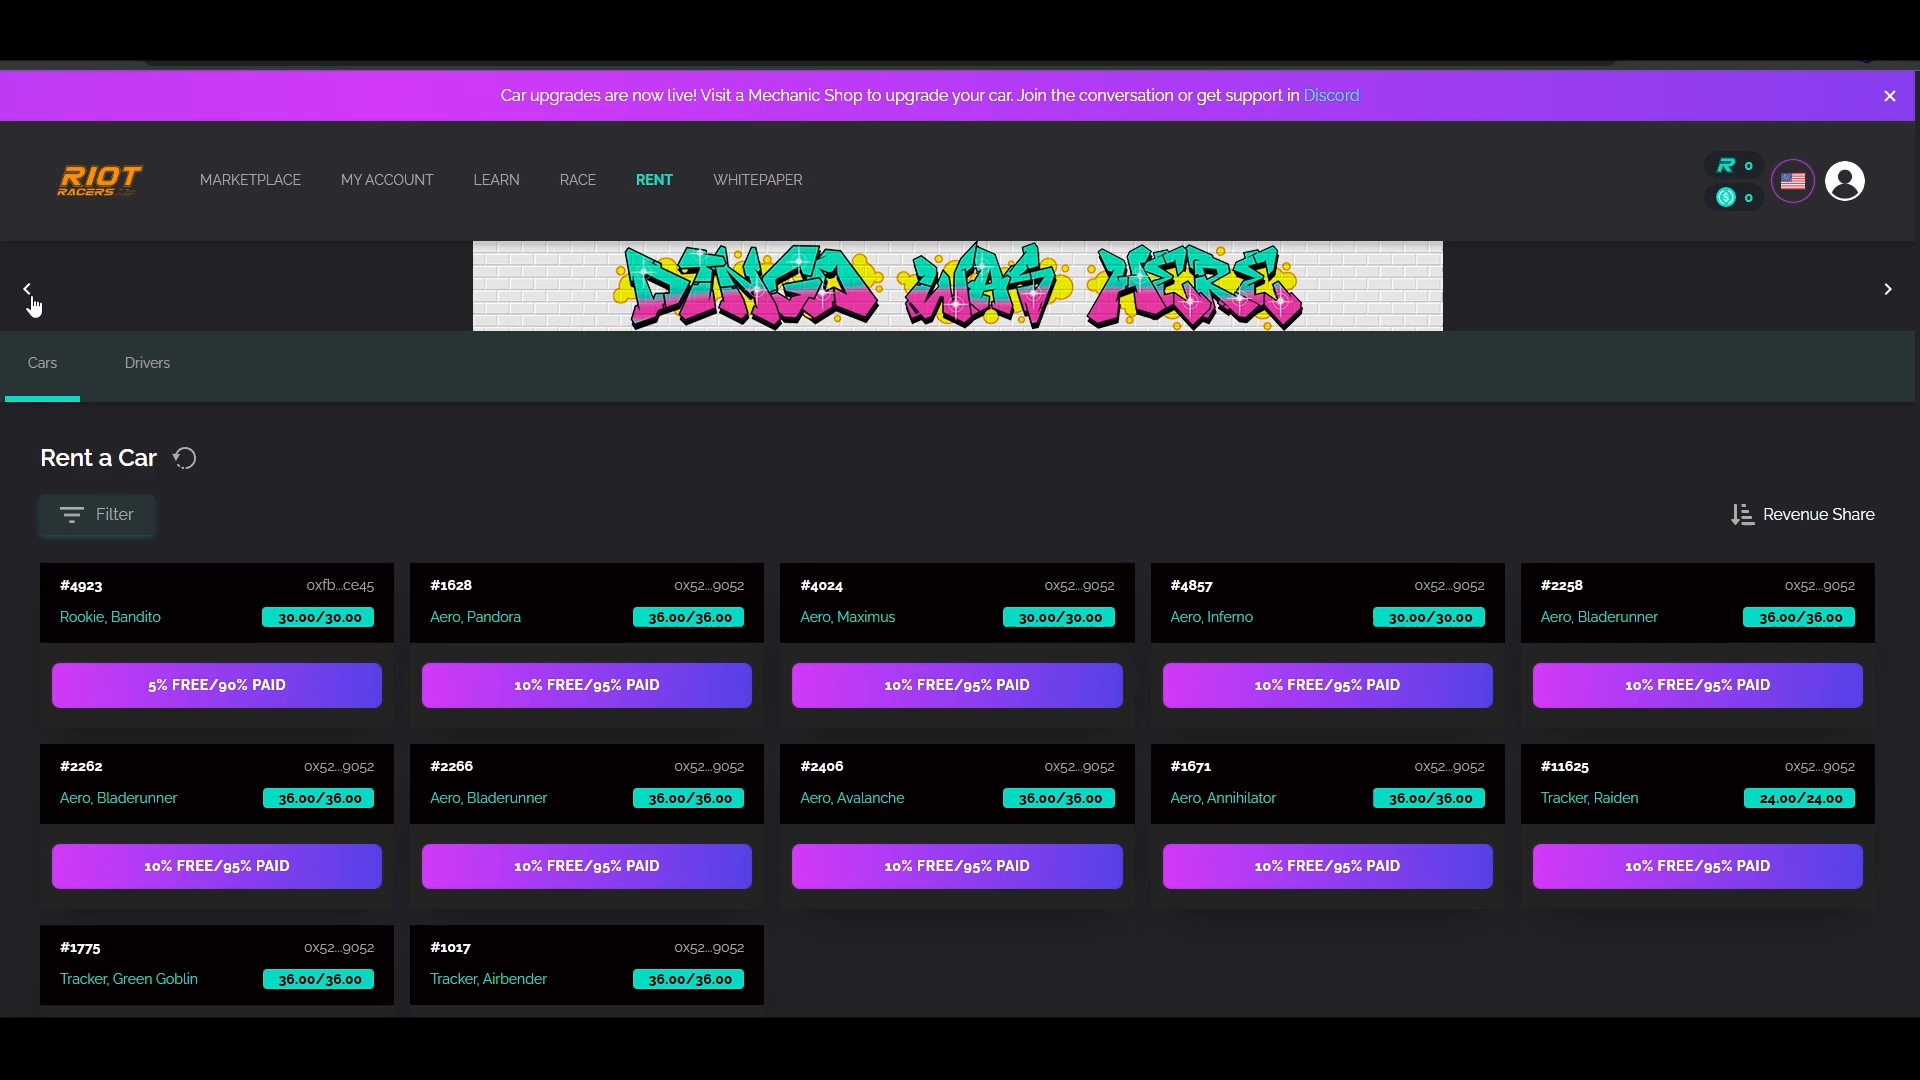 Car upgrades are now live! Visit a Mechanic Shop to upgrade your car. Join the conversation or get support in Discord
RIOT
RACERS
MARKETPLACE
MY ACCOUNT
LEARN
RACE
RENT
WHITEPAPER
R 0
$ 0
DINGO WAS HERE
Cars
Drivers
Rent a Car
Filter
Revenue Share
#4923 0xfb...ce45
Rookie, Bandito 30.00/30.00
5% FREE/90% PAID
#1628 0x52...9052
Aero, Pandora 36.00/36.00
10% FREE/95% PAID
#4024 0x52...9052
Aero, Maximus 30.00/30.00
10% FREE/95% PAID
#4857 0x52...9052
Aero, Inferno 30.00/30.00
10% FREE/95% PAID
#2258 0x52...9052
Aero, Bladerunner 36.00/36.00
10% FREE/95% PAID
#2262 0x52...9052
Aero, Bladerunner 36.00/36.00
10% FREE/95% PAID
#2266 0x52...9052
Aero, Bladerunner 36.00/36.00
10% FREE/95% PAID
#2406 0x52...9052
Aero, Avalanche 36.00/36.00
10% FREE/95% PAID
#1671 0x52...9052
Aero, Annihilator 36.00/36.00
10% FREE/95% PAID
#11625 0x52...9052
Tracker, Raiden 24.00/24.00
10% FREE/95% PAID
#1775 0x52...9052
Tracker, Green Goblin 36.00/36.00
#1017 0x52...9052
Tracker, Airbender 36.00/36.00